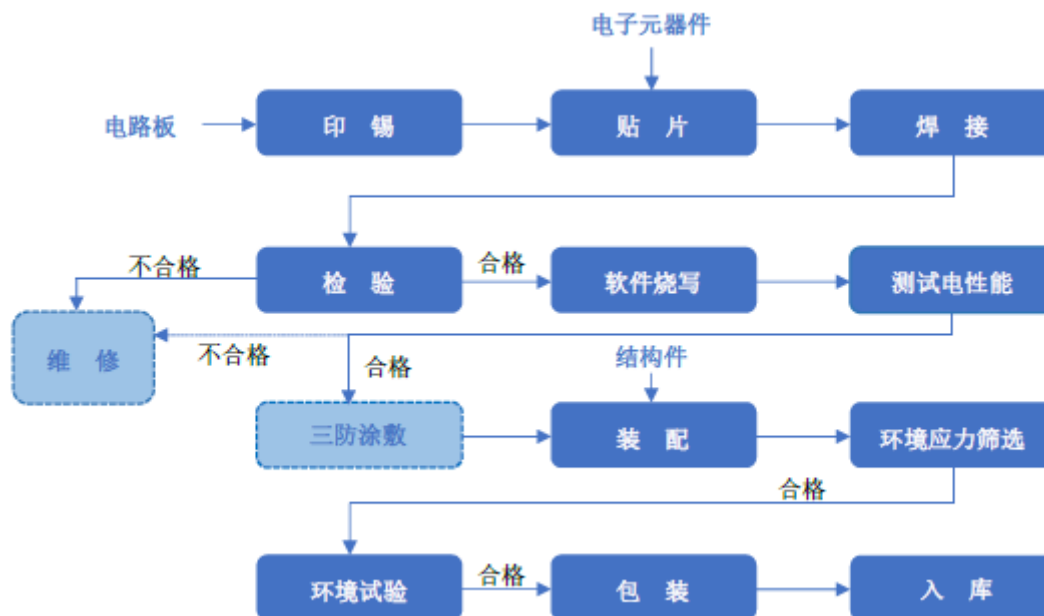 电子元器件
电路板
印 锡
贴 片
焊 接
不合格
检 验
合格
软件烧写
测试电性能
维 修
不合格
合格
结构件
三防涂敷
装 配
环境应力筛选
合格
环境试验
合格
包 装
入 库